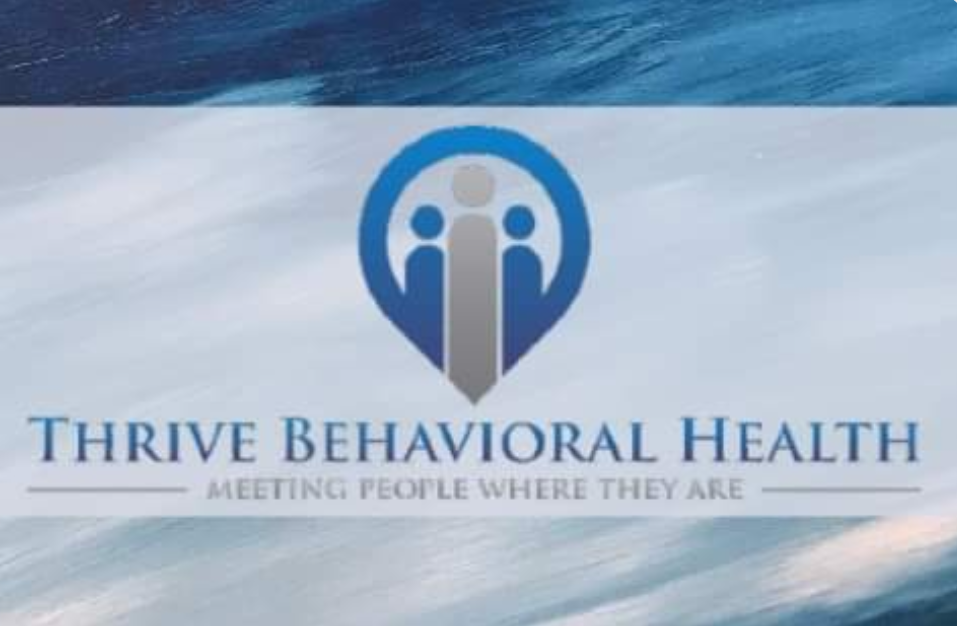 THRIVE BEHAVIORAL HEALTH
MEETING PEOPLE WHERE THEY ARE